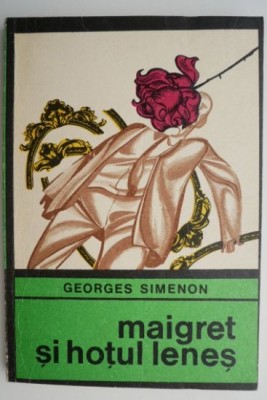 GEORGES SIMENON
maigret
și hoțul leneș